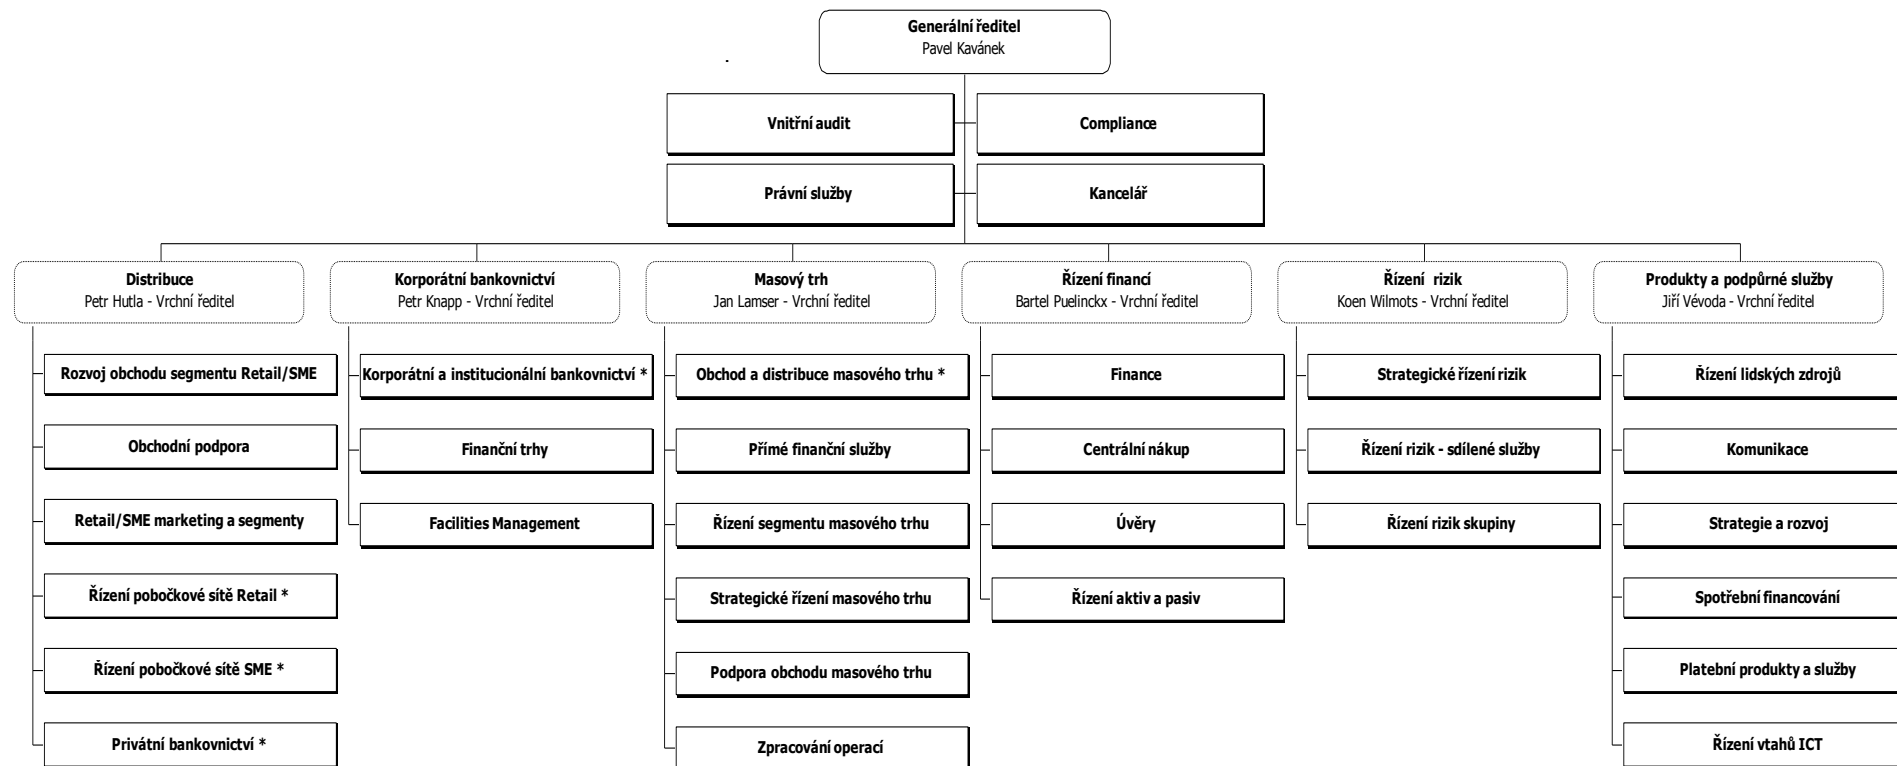 Generální ředitel
Pavel Kavánek
Vnitřní audit
Compliance
Právní služby
Kancelář
Distribuce
Petr Hutla - Vrchní ředitel
Korporátní bankovnictví
Petr Knapp - Vrchní ředitel
Masový trh
Jan Lamser - Vrchní ředitel
Řízení financí
Bartel Puelinckx - Vrchní ředitel
Řízení rizik
Koen Wilmots - Vrchní ředitel
Produkty a podpůrné služby
Jiří Vévoda - Vrchní ředitel
Rozvoj obchodu segmentu Retail/SME
Obchodní podpora
Retail/SME marketing a segmenty
Řízení pobočkové sítě Retail *
Řízení pobočkové sítě SME *
Privátní bankovnictví *
Korporátní a institucionální bankovnictví *
Finanční trhy
Facilities Management
Obchod a distribuce masového trhu *
Přímé finanční služby
Řízení segmentu masového trhu
Strategické řízení masového trhu
Podpora obchodu masového trhu
Zpracování operací
Finance
Centrální nákup
Úvěry
Řízení aktiv a pasiv
Strategické řízení rizik
Řízení rizik - sdílené služby
Řízení rizik skupiny
Řízení lidských zdrojů
Komunikace
Strategie a rozvoj
Spotřební financování
Platební produkty a služby
Řízení vtahů ICT